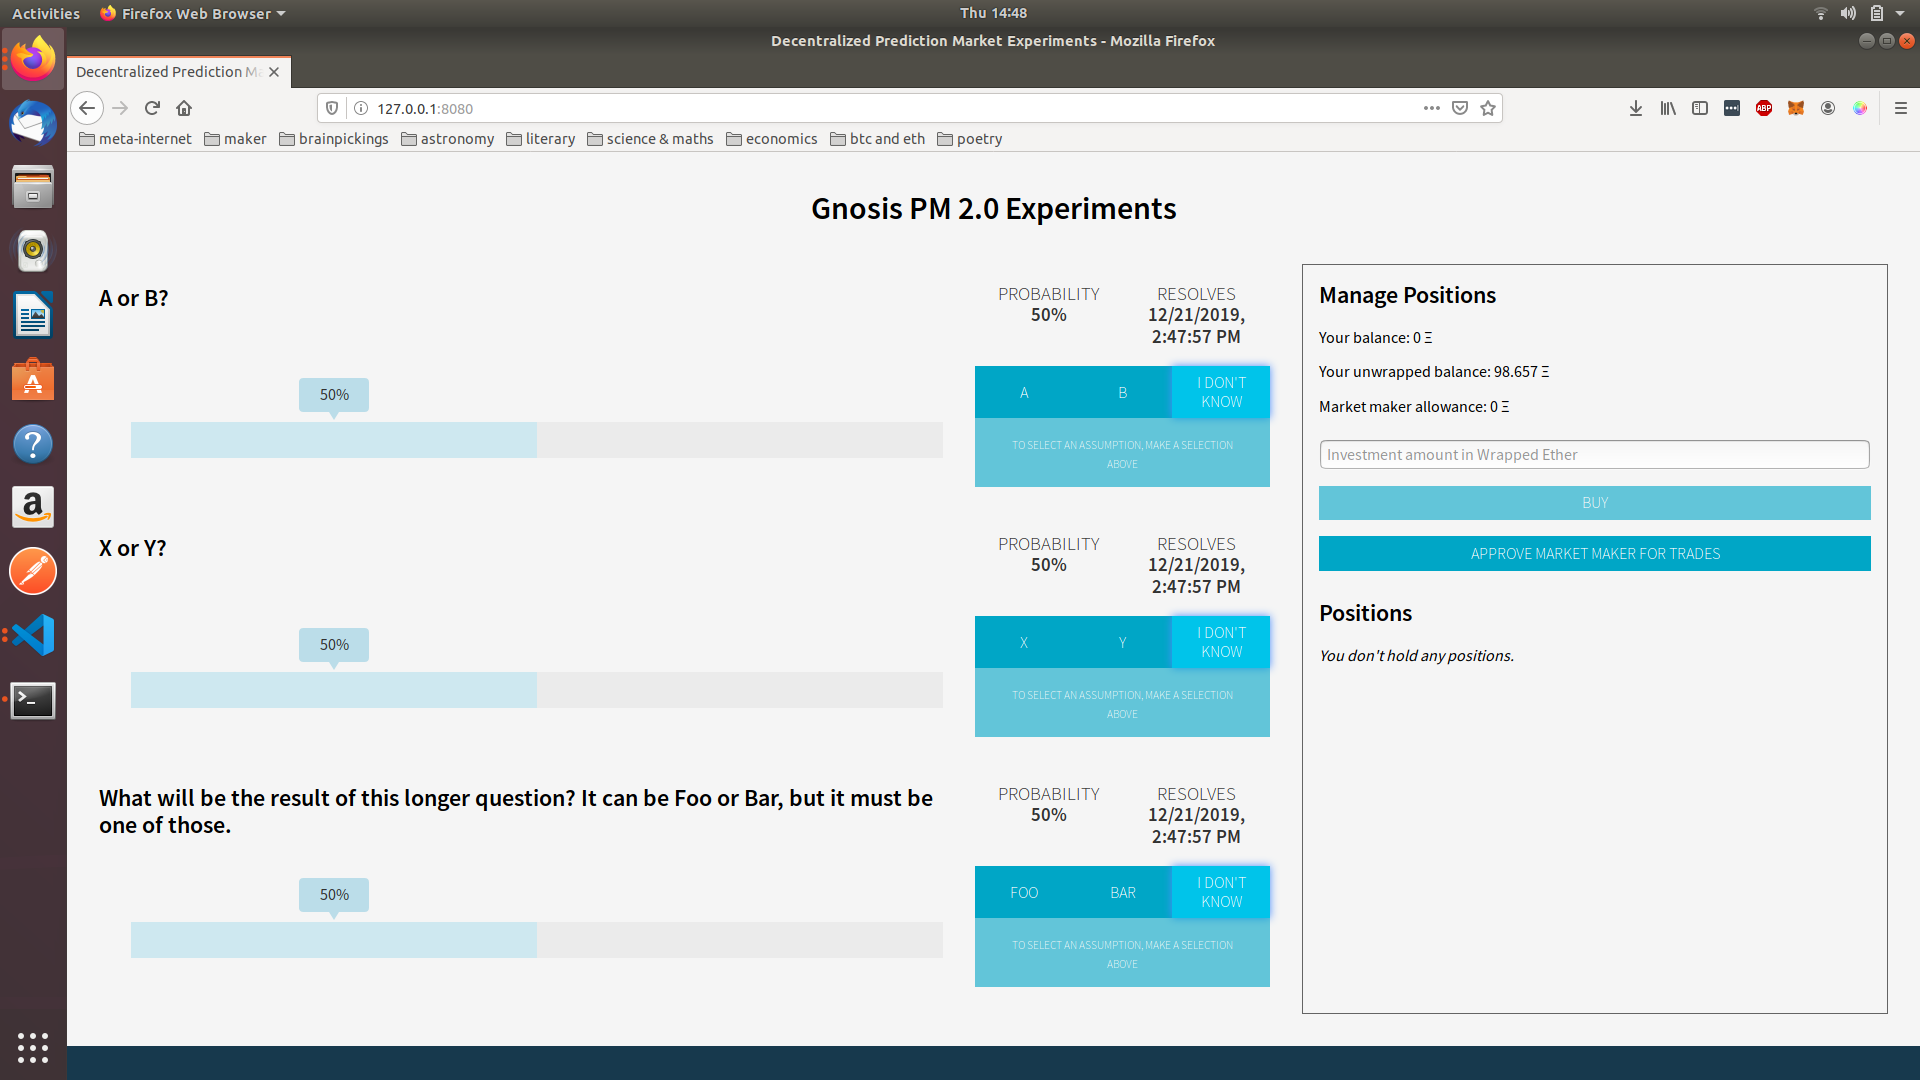 Activities
Firefox Web Browser
Thu 14:48
Decentralized Prediction Market Experiments - Mozilla Firefox
Decentralized Prediction Ma
127.0.0.1:8080
ABP
meta-internet
maker
brainpickings
astronomy
literary
science & maths
economics
btc and eth
poetry
Gnosis PM 2.0 Experiments
A or B?
PROBABILITY
50%
RESOLVES
12/21/2019,
2:47:57 PM
50%
A
B
I DON'T
KNOW
TO SELECT AN ASSUMPTION, MAKE A SELECTION
ABOVE
X or Y?
PROBABILITY
50%
RESOLVES
12/21/2019,
2:47:57 PM
50%
X
Y
I DON'T
KNOW
TO SELECT AN ASSUMPTION, MAKE A SELECTION
ABOVE
What will be the result of this longer question? It can be Foo or Bar, but it must be
one of those.
PROBABILITY
50%
RESOLVES
12/21/2019,
2:47:57 PM
50%
FOO
BAR
I DON'T
KNOW
TO SELECT AN ASSUMPTION, MAKE A SELECTION
ABOVE
Manage Positions
Your balance: 0 Ξ
Your unwrapped balance: 98.657 Ξ
Market maker allowance: 0 Ξ
Investment amount in Wrapped Ether
BUY
APPROVE MARKET MAKER FOR TRADES
Positions
You don't hold any positions.